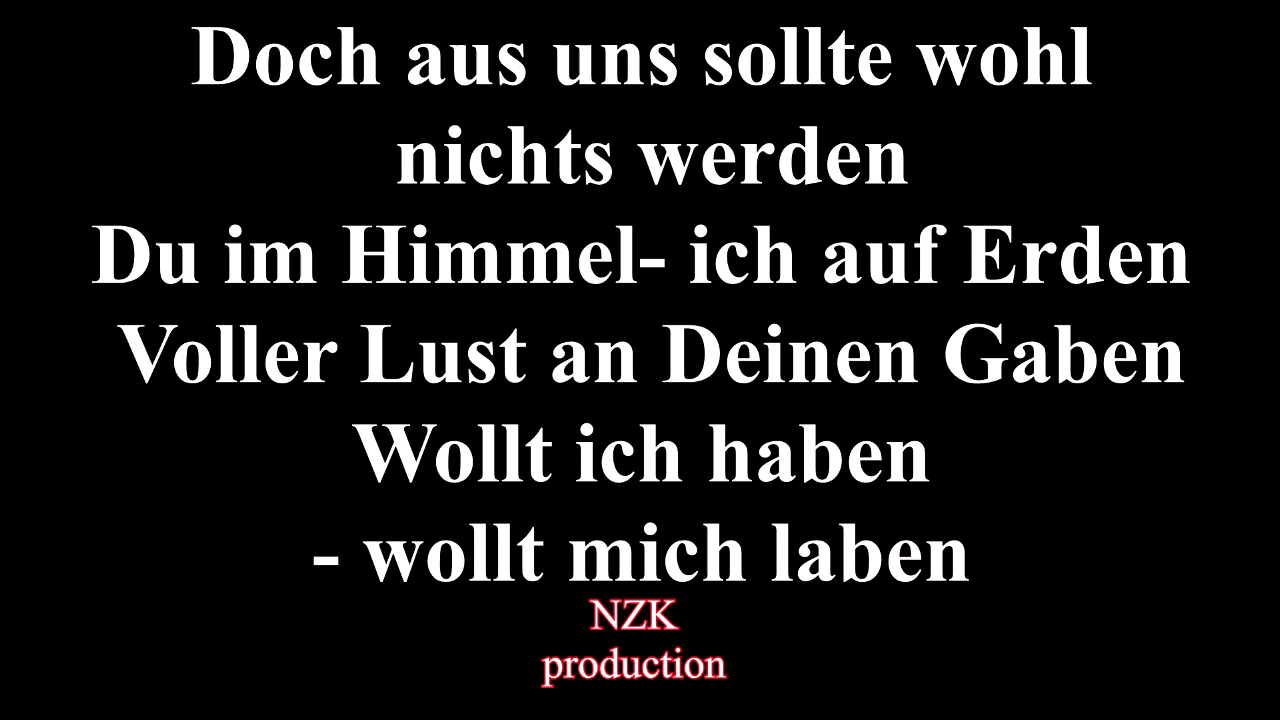 Doch aus uns sollte wohl
nichts werden
Du im Himmel- ich auf Erden
Voller Lust an Deinen Gaben
Wollt ich haben
- wollt mich laben
NZK
production